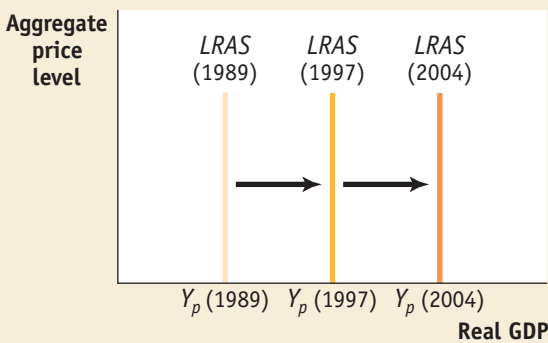 Aggregate
price
level
LRAS
(1989)
LRAS
(1997)
LRAS
(2004)
Yp (1989)
Yp (1997)
Yp (2004)
Real GDP